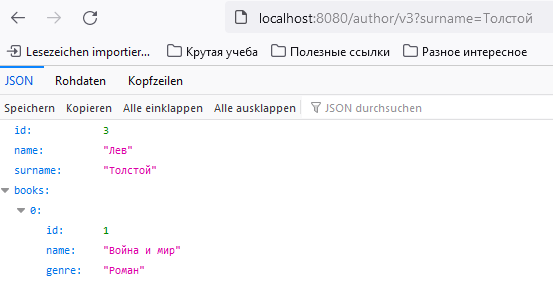 localhost:8080/author/v3?surname=Толстой
Lesezeichen importier... Крутая учеба Полезные ссылки Разное интересное
JSON Rohdaten Kopfzeilen
Speichern Kopieren Alle einklappen Alle ausklappen JSON durchsuchen
id: 3
name: "Лев"
surname: "Толстой"
books:
0:
id: 1
name: "Война и мир"
genre: "Роман"